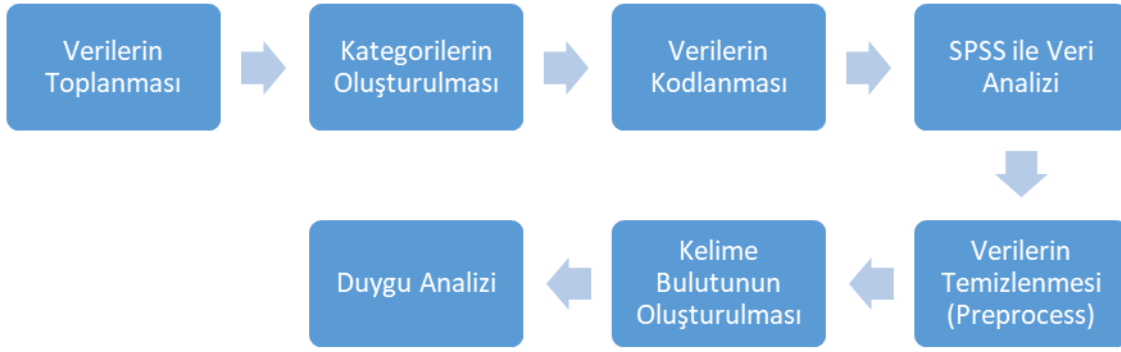 Verilerin
Toplanması
Kategorilerin
Oluşturulması
Verilerin
Kodlanması
SPSS ile Veri
Analizi
Verilerin
Temizlenmesi
(Preprocess)
Kelime
Bulutunun
Oluşturulması
Duygu Analizi